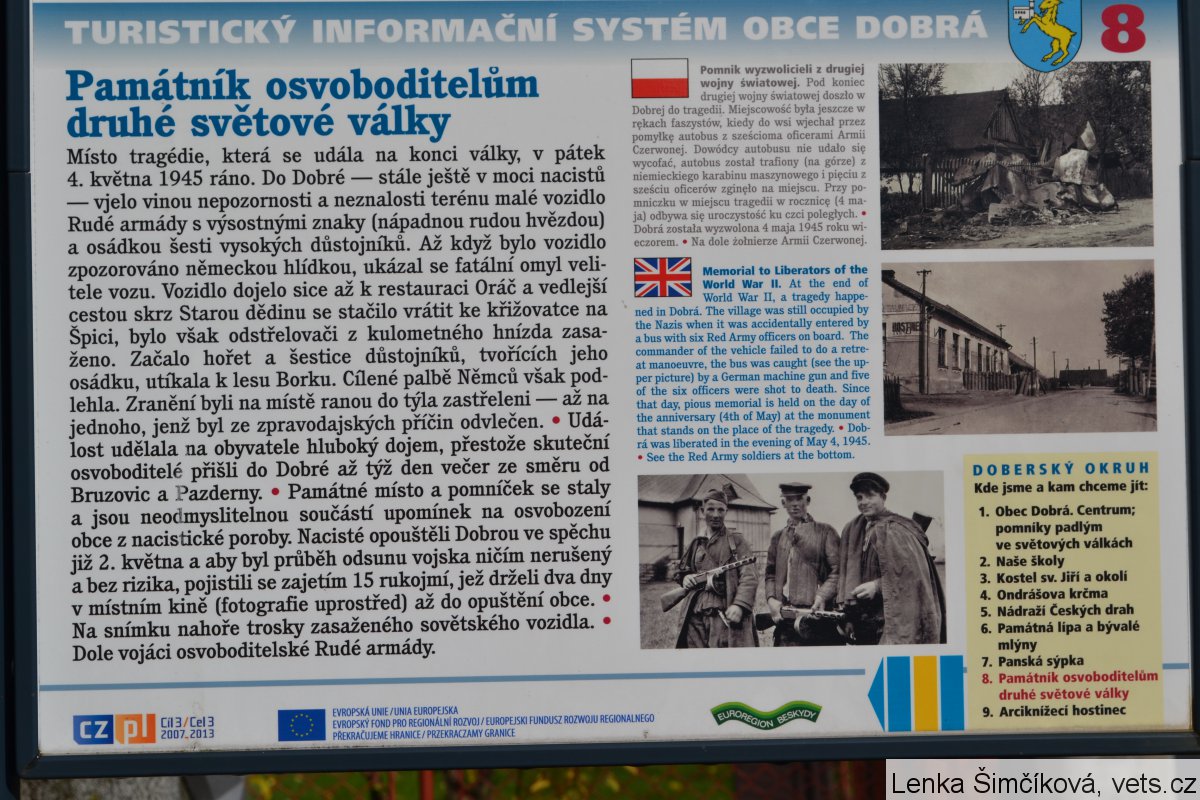 TURISTICKÝ INFORMAČNÍ SYSTÉM OBCE DOBRÁ
8
Památník osvoboditelům
druhé světové války
Místo tragédie, která se udála na konci války, v pátek
4. května 1945 ráno. Do Dobré — stále ještě v moci nacistů
— vjelo vinou nepozornosti a neznalosti terénu malé vozidlo
Rudé armády s výsostnými znaky (nápadnou rudou hvězdou)
a osádkou šesti vysokých důstojníků. Až když bylo vozidlo
zpozorováno německou hlídkou, ukázal se fatální omyl veli-
tele vozu. Vozidlo dojelo sice až k restauraci Oráč a vedlejší
cestou skrz Starou dědinu se stačilo vrátit ke křižovatce na
Špici, bylo však odstřelovači z kulometného hnízda zasa-
ženo. Začalo hořet a šestice důstojníků, tvořících jeho
osádku, utíkala k lesu Borku. Cílené palbě Němců však pod-
lehla. Zranění byli na místě ranou do týla zastřeleni — až na
jednoho, jenž byl ze zpravodajských příčin odvlečen. • Udá-
lost udělala na obyvatele hluboký dojem, přestože skuteční
osvoboditelé přišli do Dobré až týž den večer ze směru od
Bruzovic a Pazderny. • Památné místo a pomníček se staly
a jsou neodmyslitelnou součástí upomínek na osvobození
obce z nacistické poroby. Nacisté opouštěli Dobrou ve spěchu
již 2. května a aby byl průběh odsunu vojska ničím nerušený
a bez rizika, pojistili se zajetím 15 rukojmí, jež drželi dva dny
v místním kině (fotografie uprostřed) až do opuštění obce. •
Na snímku nahoře trosky zasaženého sovětského vozidla. •
Dole vojáci osvoboditelské Rudé armády.
Pomnik wyzwolicieli z drugiej
wojny światowej. Pod koniec
drugiej wojny światowej doszło w
Dobrej do tragedii. Miejscowość była jeszcze w
rękach faszystów, kiedy do wsi wjechał przez
pomyłkę autobus z sześcioma oficerami Armii
Czerwonej. Dowódcy autobusu nie udało się
wycofać, autobus został trafiony (na górze) z
niemieckiego karabinu maszynowego i pięciu z
sześciu oficerów zginęło na miejscu. Przy po-
mniczku w miejscu tragedii w rocznicę (4 ma-
ja) odbywa się uroczystość ku czci poległych. •
Dobrá została wyzwolona 4 maja 1945 roku wi-
eczorem. • Na dole żołnierze Armii Czerwonej.
Memorial to Liberators of the
World War II. At the end of
World War II, a tragedy happe-
ned in Dobrá. The village was still occupied by
the Nazis when it was accidentally entered by
a bus with six Red Army officers on board. The
commander of the vehicle failed to do a retre-
at manoeuvre, the bus was caught (see the up-
per picture) by a German machine gun and five
of the six officers were shot to death. Since
that day, pious memorial is held on the day of
the anniversary (4th of May) at the monument
that stands on the place of the tragedy. • Dob-
rá was liberated in the evening of May 4, 1945.
• See the Red Army soldiers at the bottom.
DOBERSKÝ OKRUH
Kde jsme a kam chceme jít:
1. Obec Dobrá. Centrum;
pomníky padlým
ve světových válkách
2. Naše školy
3. Kostel sv. Jiří a okolí
4. Ondrášova krčma
5. Nádraží Českých drah
6. Památná lípa a bývalé
mlýny
7. Panská sýpka
8. Památník osvoboditelům
druhé světové války
9. Arciknížecí hostinec
cz pl
Cíl 3 / Cel 3
2007_2013
EVROPSKÁ UNIE / UNIA EUROPEJSKA
EVROPSKÝ FOND PRO REGIONÁLNÍ ROZVOJ / EUROPEJSKI FUNDUSZ ROZWOJU REGIONALNEGO
PŘEKRAČUJEME HRANICE / PRZEKRACZAMY GRANICE
EUROREGION BESKYDY
Lenka Šimčíková, vets.cz